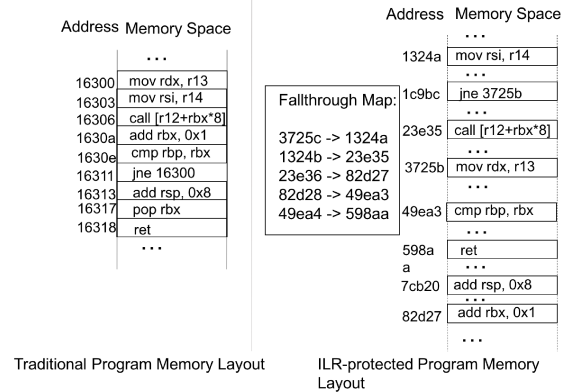 Address Memory Space
...
16300 mov rdx, r13
16303 mov rsi, r14
16306 call [r12+rbx*8]
1630a add rbx, 0x1
1630e cmp rbp, rbx
16311 jne 16300
16313 add rsp, 0x8
16317 pop rbx
16318 ret
...
Traditional Program Memory Layout
Fallthrough Map:
3725c -> 1324a
1324b -> 23e35
23e36 -> 82d27
82d28 -> 49ea3
49ea4 -> 598aa
Address Memory Space
...
1324a mov rsi, r14
...
1c9bc jne 3725b
...
23e35 call [r12+rbx*8]
...
3725b mov rdx, r13
...
49ea3 cmp rbp, rbx
...
598a ret
a ...
7cb20 add rsp, 0x8
...
82d27 add rbx, 0x1
...
ILR-protected Program Memory
Layout